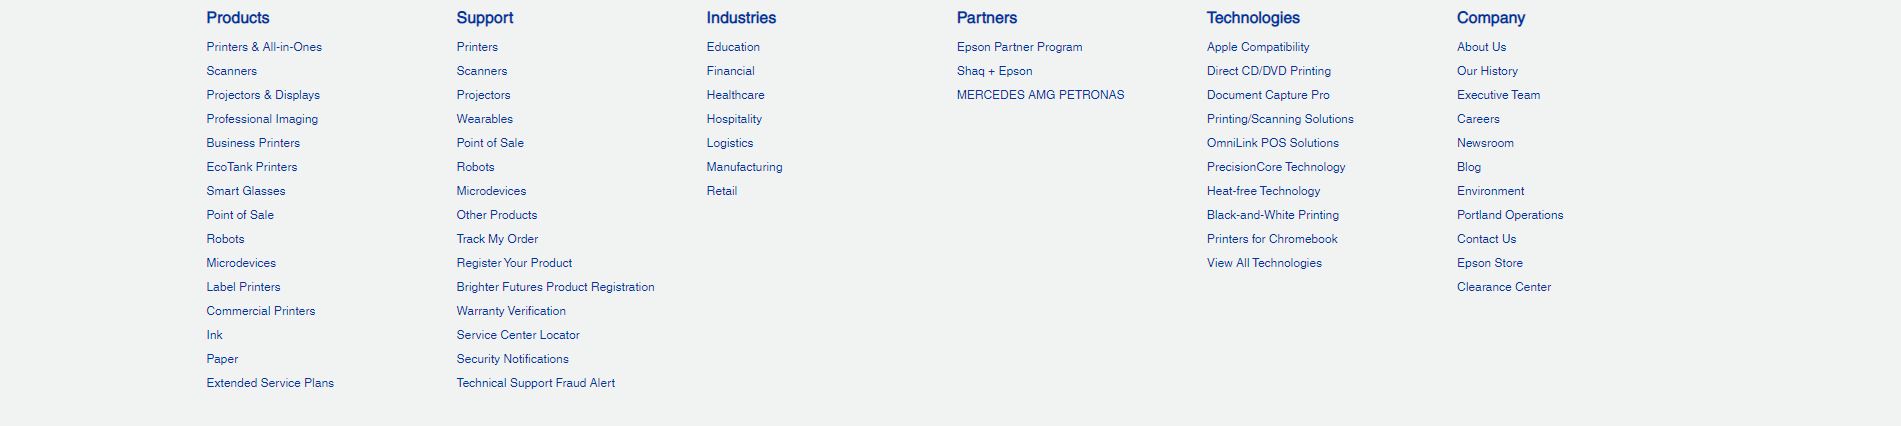 Products
Printers & All-in-Ones
Scanners
Projectors & Displays
Professional Imaging
Business Printers
EcoTank Printers
Smart Glasses
Point of Sale
Robots
Microdevices
Label Printers
Commercial Printers
Ink
Paper
Extended Service Plans
Support
Printers
Scanners
Projectors
Wearables
Point of Sale
Robots
Microdevices
Other Products
Track My Order
Register Your Product
Brighter Futures Product Registration
Warranty Verification
Service Center Locator
Security Notifications
Technical Support Fraud Alert
Industries
Education
Financial
Healthcare
Hospitality
Logistics
Manufacturing
Retail
Partners
Epson Partner Program
Shaq + Epson
MERCEDES AMG PETRONAS
Technologies
Apple Compatibility
Direct CD/DVD Printing
Document Capture Pro
Printing/Scanning Solutions
OmniLink POS Solutions
PrecisionCore Technology
Heat-free Technology
Black-and-White Printing
Printers for Chromebook
View All Technologies
Company
About Us
Our History
Executive Team
Careers
Newsroom
Blog
Environment
Portland Operations
Contact Us
Epson Store
Clearance Center